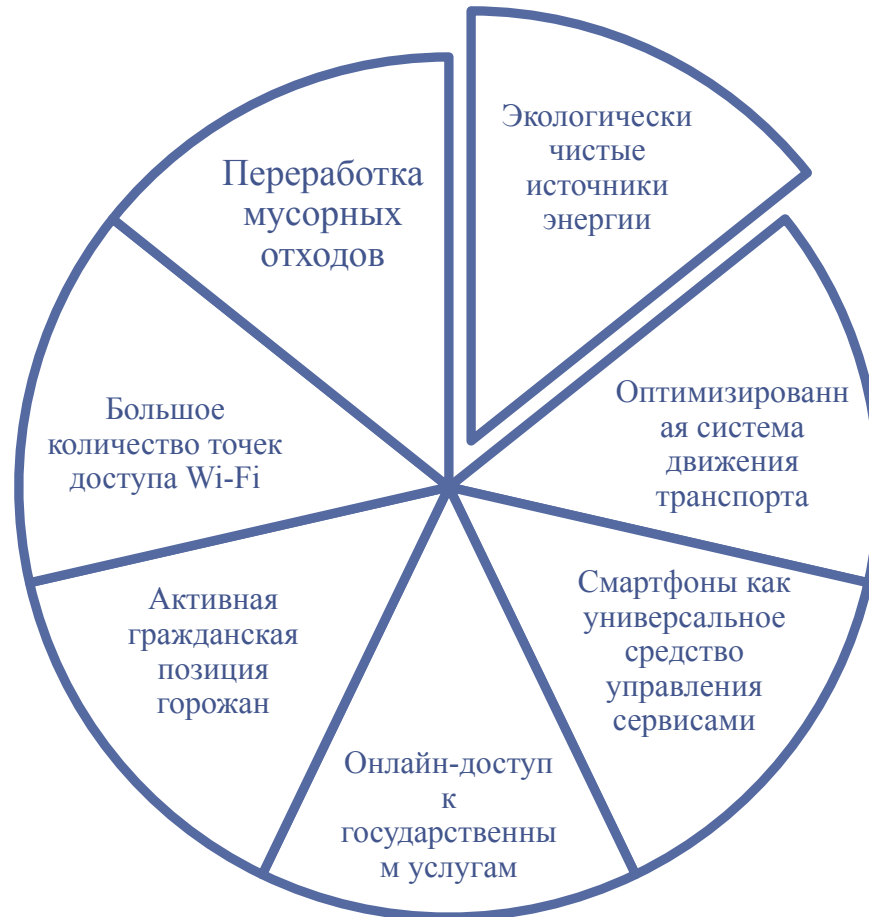 Экологически
чистые
источники
энергии
Оптимизированн
ая система
движения
транспорта
Смартфоны как
универсальное
средство
управления
сервисами
Онлайн-доступ
к
государственны
м услугам
Активная
гражданская
позиция
горожан
Большое
количество точек
доступа Wi-Fi
Переработка
мусорных
отходов